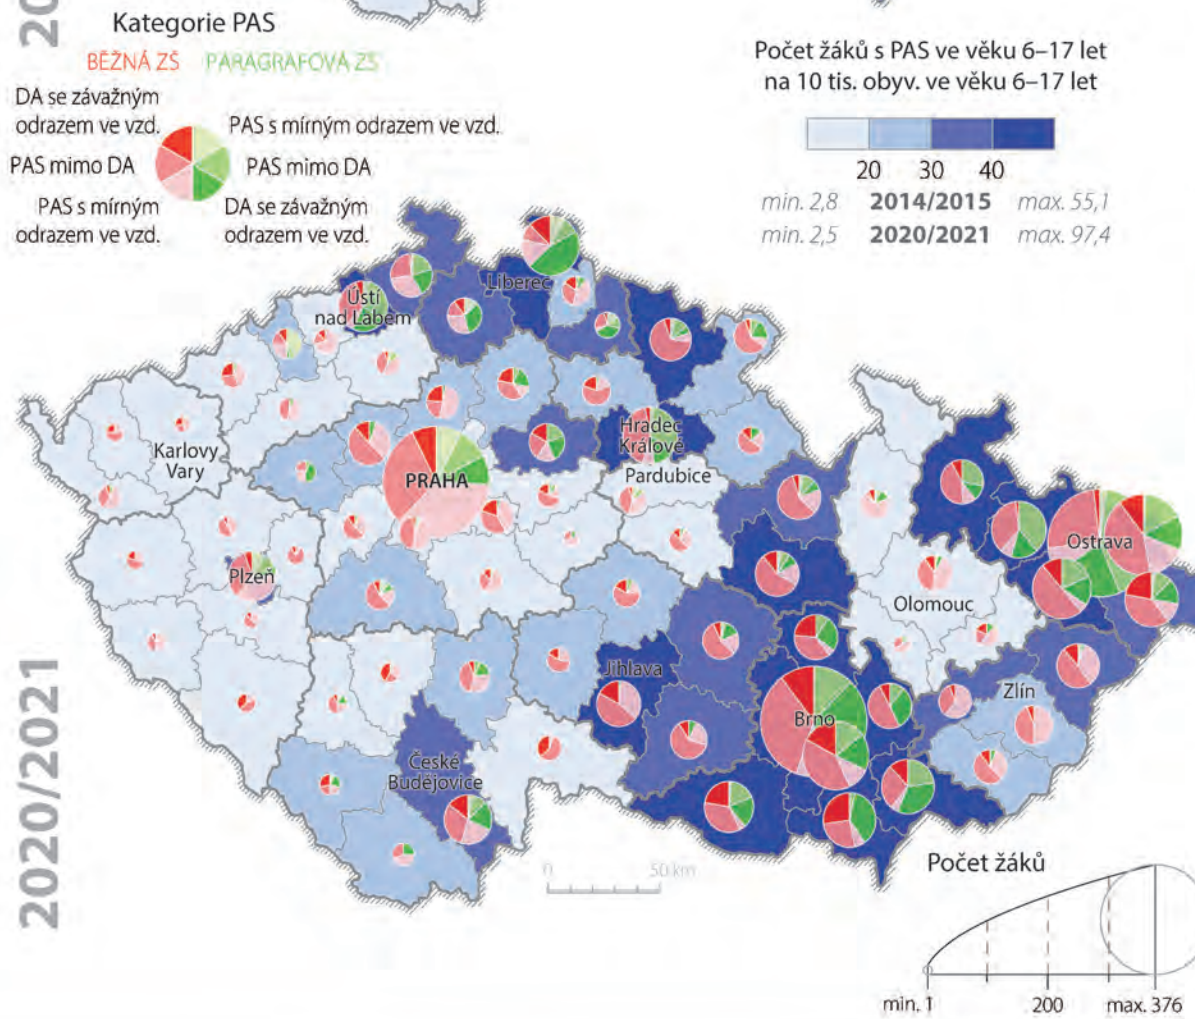 20
Kategorie PAS
BĚŽNÁ ZŠ PARAGRAFOVÁ ZŠ
DA se závažným
odrazem ve vzd.
PAS s mírným odrazem ve vzd.
PAS mimo DA
PAS mimo DA
PAS s mírným
odrazem ve vzd.
DA se závažným
odrazem ve vzd.
Počet žáků s PAS ve věku 6–17 let
na 10 tis. obyv. ve věku 6–17 let
20 30 40
min. 2,8 2014/2015 max. 55,1
min. 2,5 2020/2021 max. 97,4
Liberec
Ústí
nad Labem
Karlovy
Vary
PRAHA
Hradec
Králové
Pardubice
Plzeň
Ostrava
Olomouc
Jihlava
Zlín
Brno
České
Budějovice
2020/2021
0 50 km
Počet žáků
min. 1 200 max. 376